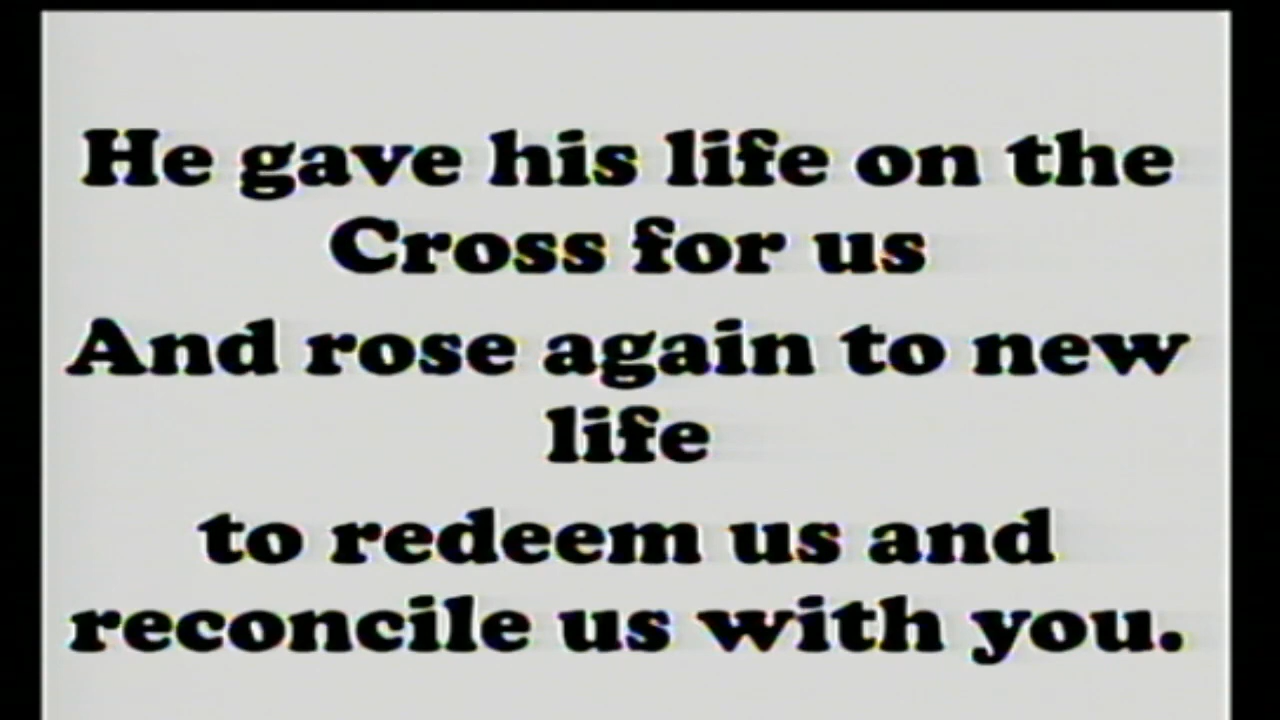 He gave his life on the
Cross for us
And rose again to new
life
to redeem us and
reconcile us with you.